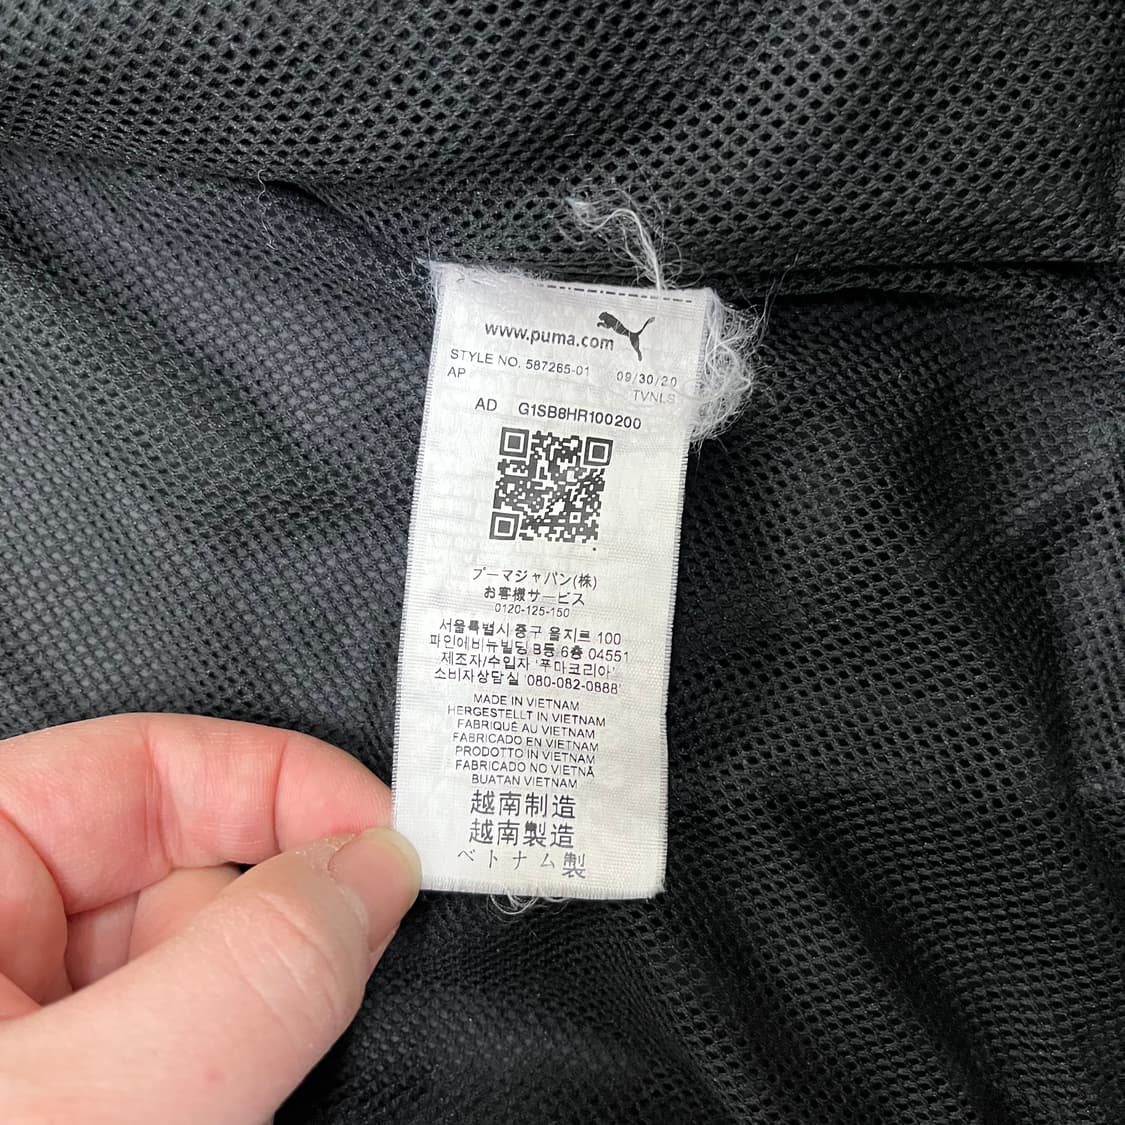 www.puma.com
STYLE NO. 587265-01 09/30/20
AP TVNLS
AD G1SB8HR100200
プーマジャパン(株)
お客様サービス
0120-125-150
서울특별시 중구 을지로 100
파인에비뉴빌딩 B동 6층 04551
제조자/수입자 '푸마코리아'
소비자상담실 '080-082-0888'
MADE IN VIETNAM
HERGESTELLT IN VIETNAM
FABRIQUÉ AU VIETNAM
FABRICADO EN VIETNAM
PRODOTTO IN VIETNAM
FABRICADO NO VIETNÃ
BUATAN VIETNAM
越南制造
越南製造
ベトナム製